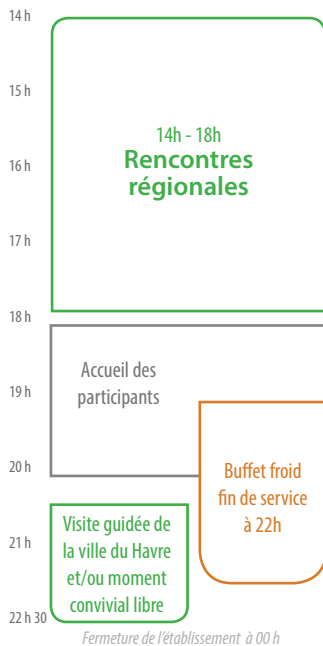 14 h
15 h
14h - 18h
16 h
Rencontres
régionales
17 h
18 h
Accueil des
participants
19 h
20 h
Buffet froid
fin de service
à 22h
Visite guidée de
la ville du Havre
et/ou moment
convivial libre
21 h
22 h 30
Fermeture de l'établissement à 00 h